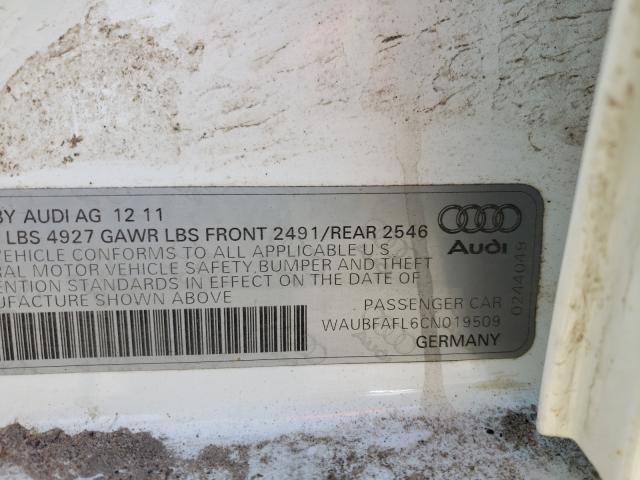 BY AUDI AG 12 11
LBS 4927 GAWR LBS FRONT 2491/REAR 2546
VEHICLE CONFORMS TO ALL APPLICABLE U S
RAL MOTOR VEHICLE SAFETY, BUMPER AND THEFT
ENTION STANDARDS IN EFFECT ON THE DATE OF
NUFACTURE SHOWN ABOVE
Audi
0244049
PASSENGER CAR
WAUBFAFL6CN019509
GERMANY